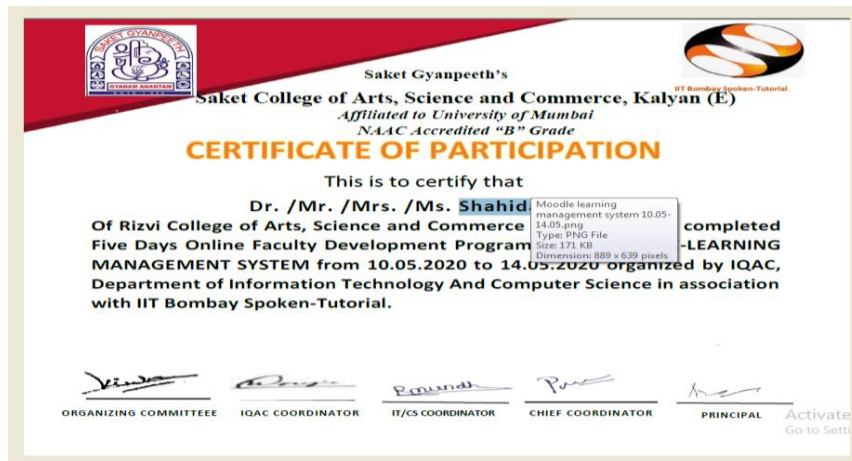 SAKET GYANPEETH
GYANAM ANANTAM
IIT Bombay Spoken-Tutorial
Saket Gyanpeeth's
Saket College of Arts, Science and Commerce, Kalyan (E)
Affiliated to University of Mumbai
NAAC Accredited “B” Grade
CERTIFICATE OF PARTICIPATION
This is to certify that
Dr. /Mr. /Mrs. /Ms. Shahid
Of Rizvi College of Arts, Science and Commerce completed
Five Days Online Faculty Development Program -LEARNING
MANAGEMENT SYSTEM from 10.05.2020 to 14.05.2020 organized by IQAC,
Department of Information Technology And Computer Science in association
with IIT Bombay Spoken-Tutorial.
Moodle learning
management system 10.05-
14.05.png
Type: PNG File
Size: 171 KB
Dimension: 889 x 639 pixels
ORGANIZING COMMITTEEE IQAC COORDINATOR IT/CS COORDINATOR CHIEF COORDINATOR PRINCIPAL
Activate
Go to Setti